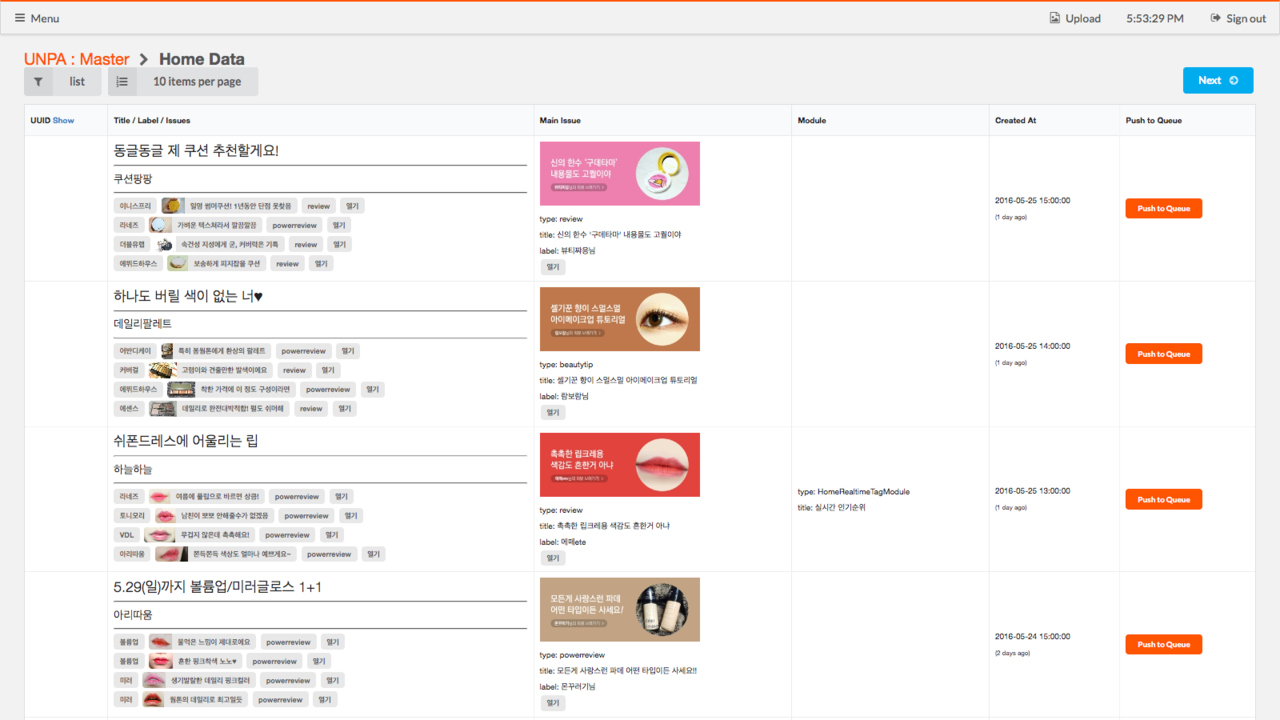 Menu
Upload
5:53:29 PM
Sign out
UNPA : Master
Home Data
list
10 items per page
Next
UUID Show
Title / Label / Issues
Main Issue
Module
Created At
Push to Queue
동글동글 제 쿠션 추천할게요!
쿠션팡팡
이니스프리 말랑 썸머쿠션! 1년동안 단점 못찾음 review 열기
라네즈 가벼운 텍스쳐라서 깔끔깔끔 powerreview 열기
더블유랩 속건성 지성에게 굳, 커버력은 기특 review 열기
에뛰드하우스 보송하게 피지잡을 쿠션 review 열기
신의 한수 '구데타마'
내용물도 고퀄이야
type: review
title: 신의 한수 '구데타마' 내용물도 고퀄이야
label: 뷰티쨔응님
열기
2016-05-25 15:00:00
(1 day ago)
Push to Queue
하나도 버릴 색이 없는 너♥
데일리팔레트
어반디케이 특히 봄웜톤에게 환상의 팔레트 powerreview 열기
커버걸 고렴이와 견줄만한 발색이에요 review 열기
에뛰드하우스 착한 가격에 이 정도 구성이라면 powerreview 열기
에센스 데일리로 완전대박적합! 펄도 쉬머해 review 열기
셀기꾼 향이 스멀스멀
아이메이크업 튜토리얼
type: beautytip
title: 셀기꾼 향이 스멀스멀 아이메이크업 튜토리얼
label: 람보람님
열기
2016-05-25 14:00:00
(1 day ago)
Push to Queue
쉬폰드레스에 어울리는 립
하늘하늘
라네즈 여름에 풀립으로 바르면 상큼! powerreview 열기
토니모리 남친이 뽀뽀 안해줄수가 없겠음 powerreview 열기
VDL 무겁지 않은데 촉촉해요! powerreview 열기
아리따움 쫀득쫀득 색상도 얼마나 예쁘게요~ powerreview 열기
촉촉한 립크레용
색감도 흔한거 아냐
type: review
title: 촉촉한 립크레용 색감도 흔한거 아냐
label: 에떼ete
열기
type: HomeRealtimeTagModule
title: 실시간 인기순위
2016-05-25 13:00:00
(1 day ago)
Push to Queue
5.29(일)까지 볼륨업/미러글로스 1+1
아리따움
볼륨업 물먹은 느낌이 제대로에요 powerreview 열기
볼륨업 흔한 핑크착색 노노♥ powerreview 열기
미러 생기발랄한 데일리 핑크컬러 powerreview 열기
미러 웜톤의 데일리로 최고일듯 powerreview 열기
모든게 사랑스런 파데
어떤 타입이든 사세요!
type: powerreview
title: 모든게 사랑스런 파데 어떤 타입이든 사세요!!
label: 몬꾸러기님
열기
2016-05-24 15:00:00
(2 days ago)
Push to Queue